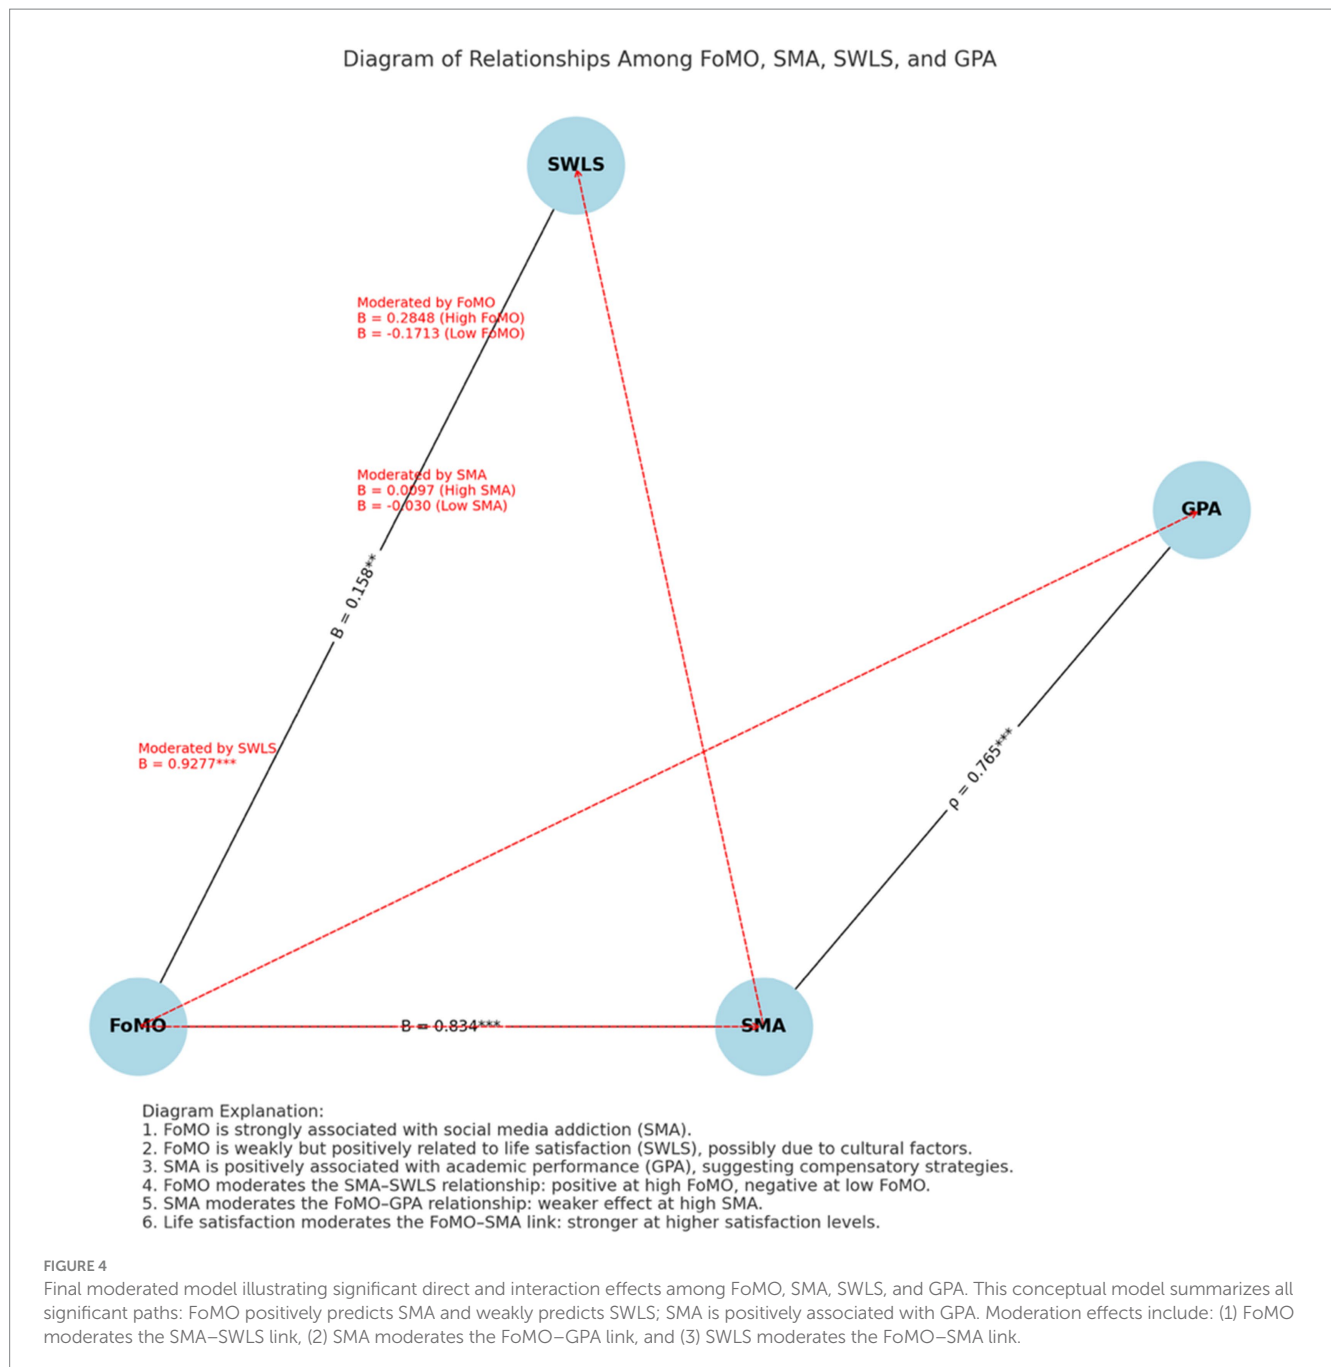 Diagram of Relationships Among FoMO, SMA, SWLS, and GPA
SWLS
Moderated by FoMO
B = 0.2848 (High FoMO)
B = -0.1713 (Low FoMO)
Moderated by SMA
B = 0.0097 (High SMA)
B = -0.030 (Low SMA)
GPA
B = 0.158**
Moderated by SWLS
B = 0.9277***
ρ = 0.765***
FoMO
B = 0.834***
SMA
Diagram Explanation:
1. FoMO is strongly associated with social media addiction (SMA).
2. FoMO is weakly but positively related to life satisfaction (SWLS), possibly due to cultural factors.
3. SMA is positively associated with academic performance (GPA), suggesting compensatory strategies.
4. FoMO moderates the SMA–SWLS relationship: positive at high FoMO, negative at low FoMO.
5. SMA moderates the FoMO–GPA relationship: weaker effect at high SMA.
6. Life satisfaction moderates the FoMO–SMA link: stronger at higher satisfaction levels.
FIGURE 4
Final moderated model illustrating significant direct and interaction effects among FoMO, SMA, SWLS, and GPA. This conceptual model summarizes all
significant paths: FoMO positively predicts SMA and weakly predicts SWLS; SMA is positively associated with GPA. Moderation effects include: (1) FoMO
moderates the SMA–SWLS link, (2) SMA moderates the FoMO–GPA link, and (3) SWLS moderates the FoMO–SMA link.